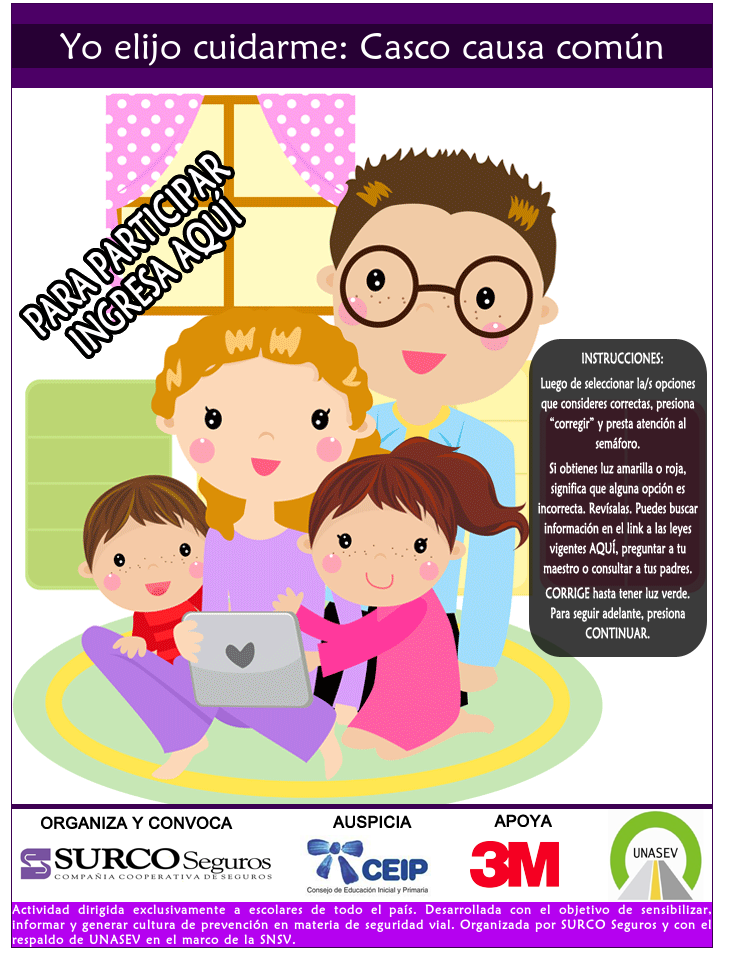 Yo elijo cuidarme: Casco causa común
PARA PARTICIPAR
INGRESA AQUÍ
INSTRUCCIONES:
Luego de seleccionar la/s opciones
que consideres correctas, presiona
“corregir” y presta atención al
semáforo.
Si obtienes luz amarilla o roja,
significa que alguna opción es
incorrecta. Revísalas. Puedes buscar
información en el link a las leyes
vigentes AQUÍ, preguntar a tu
maestro o consultar a tus padres.
CORRIGE hasta tener luz verde.
Para seguir adelante, presiona
CONTINUAR.
ORGANIZA Y CONVOCA
SURCO Seguros
COMPAÑÍA COOPERATIVA DE SEGUROS
AUSPICIA
CEIP
Consejo de Educación Inicial y Primaria
APOYA
3M
UNASEV
Actividad dirigida exclusivamente a escolares de todo el país. Desarrollada con el objetivo de sensibilizar,
informar y generar cultura de prevención en materia de seguridad vial. Organizada por SURCO Seguros y con el
respaldo de UNASEV en el marco de la SNSV.